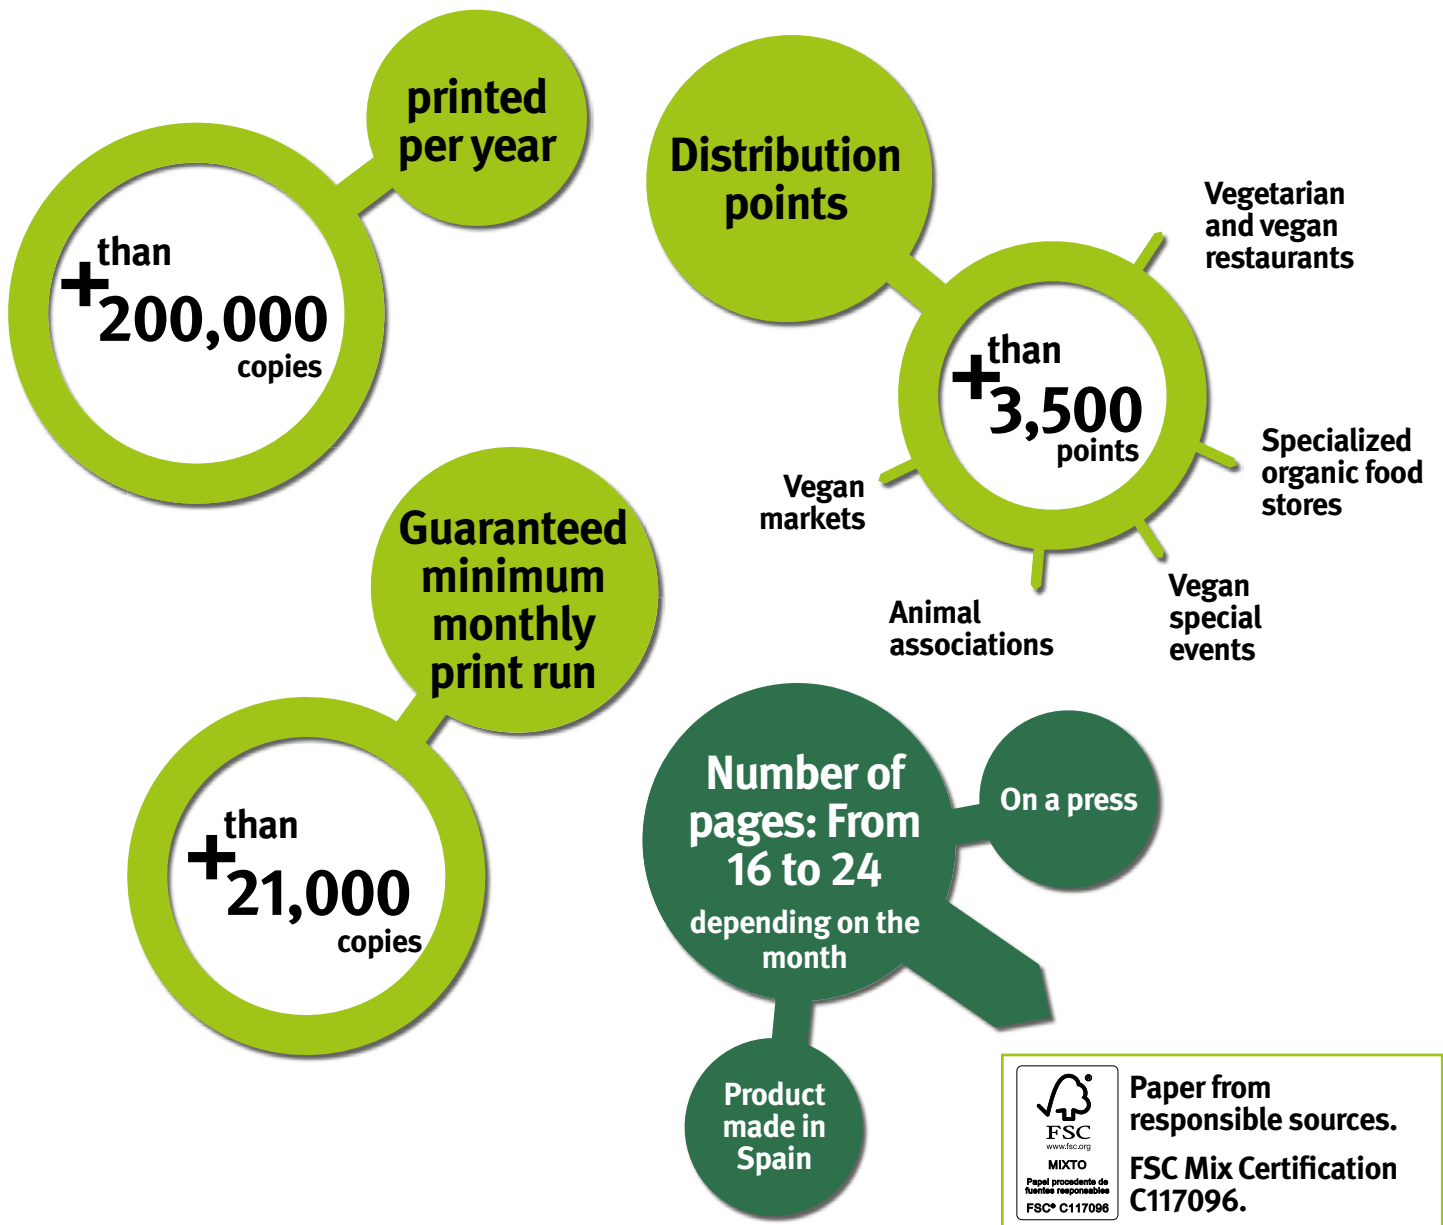 printed
per year
+ than
200,000
copies
Distribution
points
+ than
3,500
points
Vegetarian
and vegan
restaurants
Specialized
organic food
stores
Vegan
special
events
Animal
associations
Vegan
markets
Guaranteed
minimum
monthly
print run
+ than
21,000
copies
Number of
pages: From
16 to 24
depending on the
month
On a press
Product
made in
Spain
FSC
www.fsc.org
MIXTO
Papel procedente de
fuentes responsables
FSC® C117096
Paper from
responsible sources.
FSC Mix Certification
C117096.